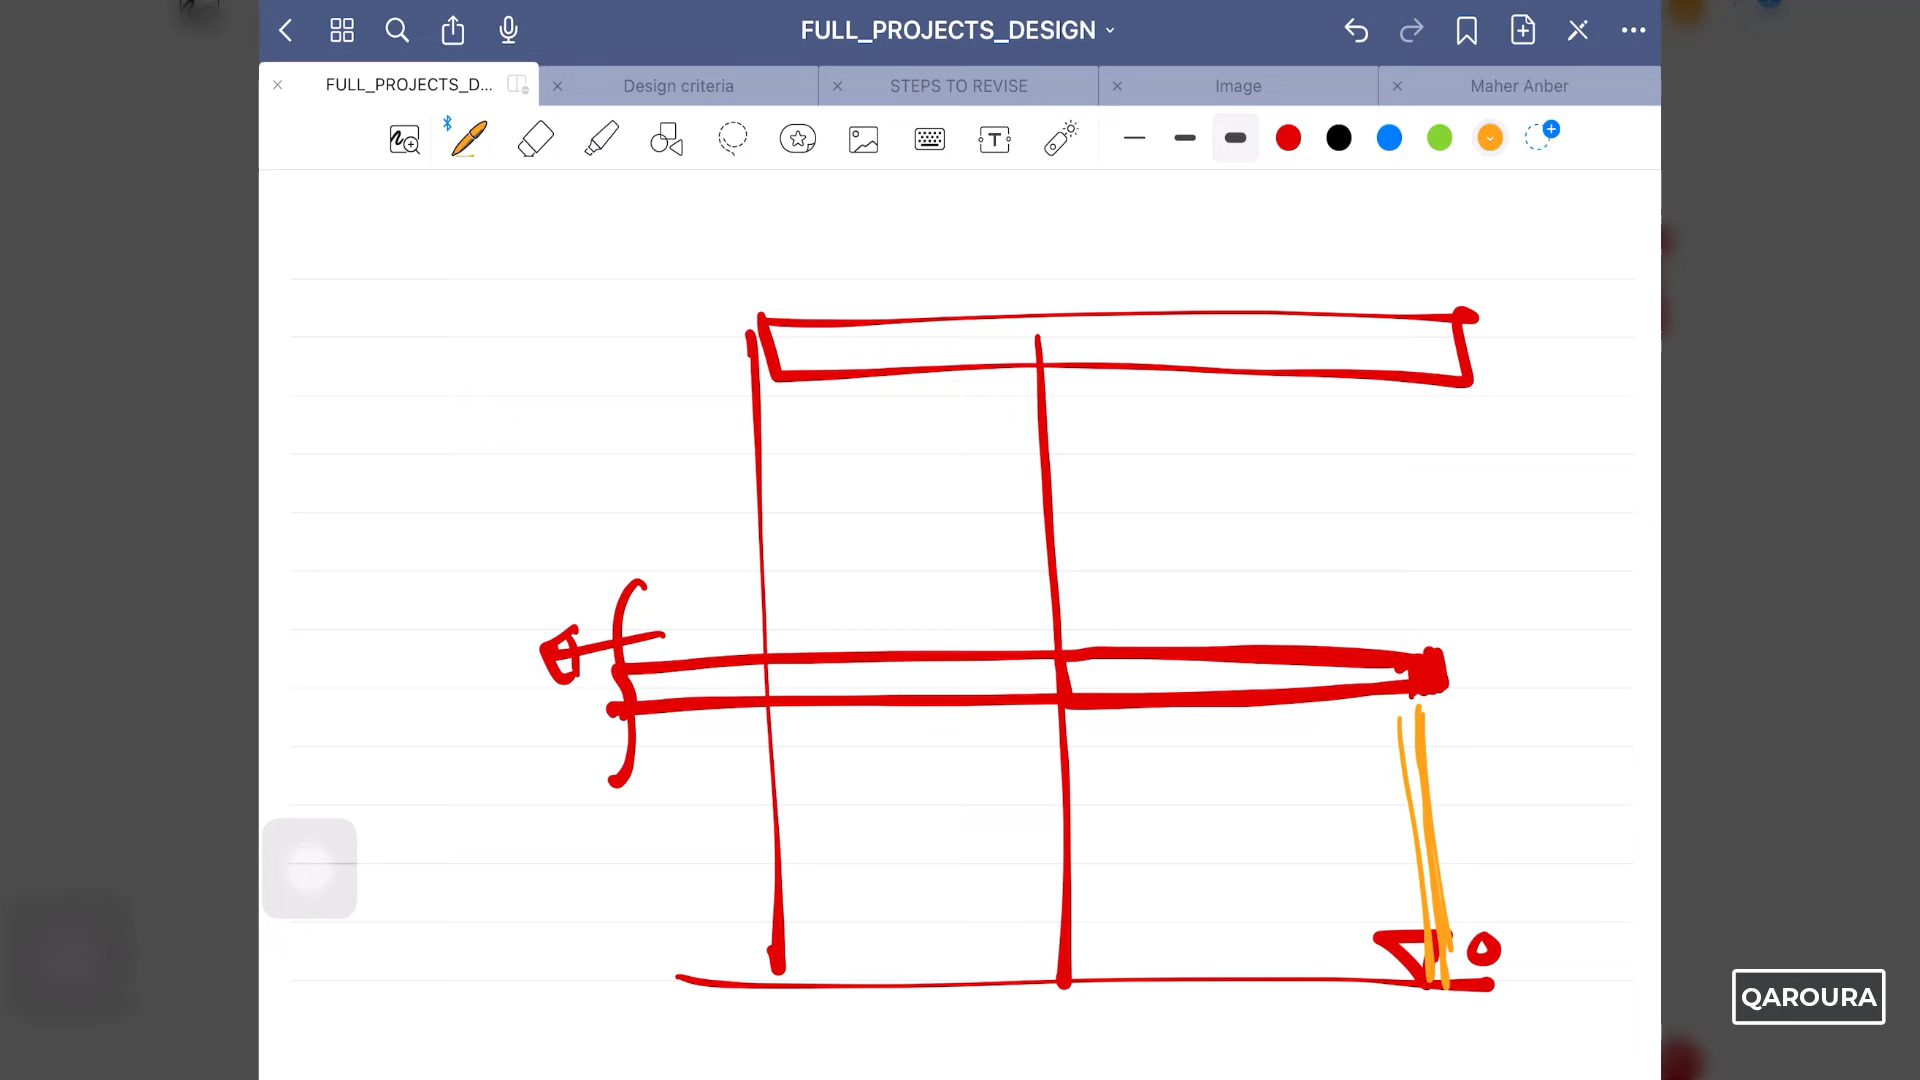 FULL_PROJECTS_DESIGN
FULL_PROJECTS_D...
Design criteria
STEPS TO REVISE
Image
Maher Anber
T
QAROURA